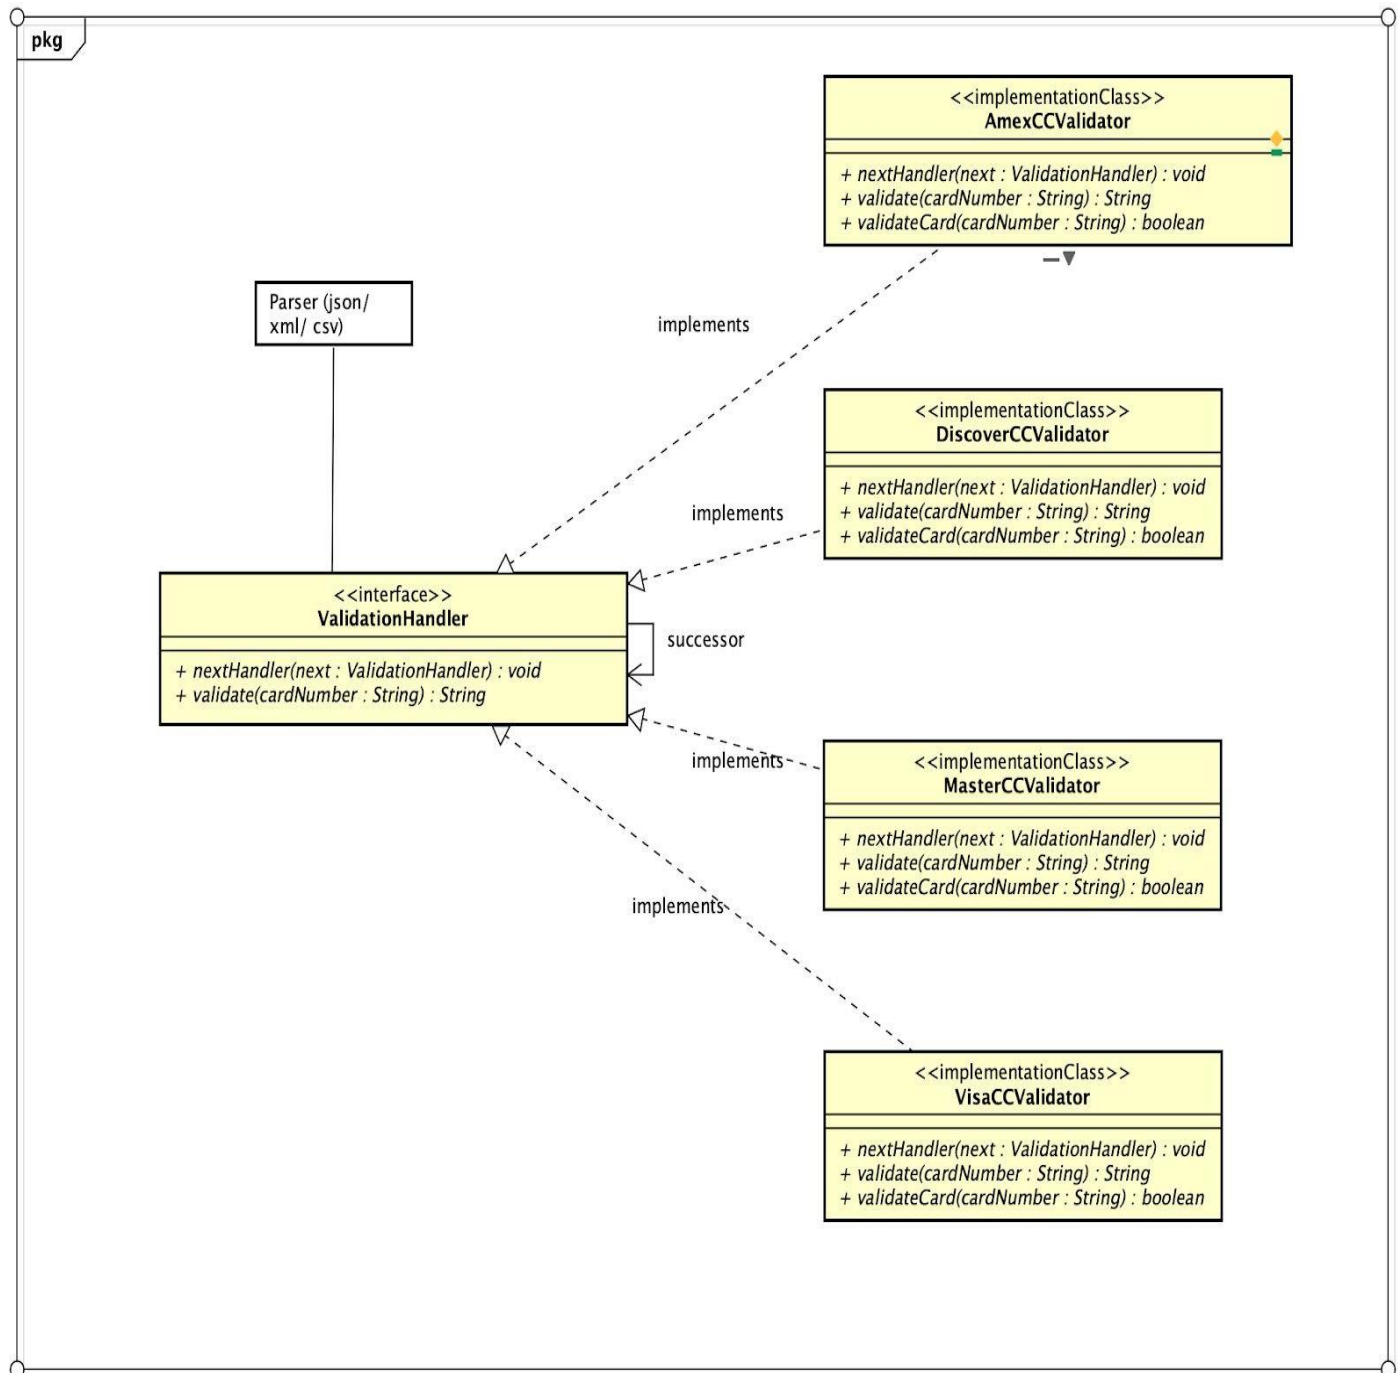 pkg
<<implementationClass>>
AmexCCValidator
+ nextHandler(next : ValidationHandler) : void
+ validate(cardNumber : String) : String
+ validateCard(cardNumber : String) : boolean
Parser (json/
xml/ csv)
implements
<<implementationClass>>
DiscoverCCValidator
+ nextHandler(next : ValidationHandler) : void
+ validate(cardNumber : String) : String
+ validateCard(cardNumber : String) : boolean
implements
<<interface>>
ValidationHandler
+ nextHandler(next : ValidationHandler) : void
+ validate(cardNumber : String) : String
successor
implements
<<implementationClass>>
MasterCCValidator
+ nextHandler(next : ValidationHandler) : void
+ validate(cardNumber : String) : String
+ validateCard(cardNumber : String) : boolean
implements
<<implementationClass>>
VisaCCValidator
+ nextHandler(next : ValidationHandler) : void
+ validate(cardNumber : String) : String
+ validateCard(cardNumber : String) : boolean